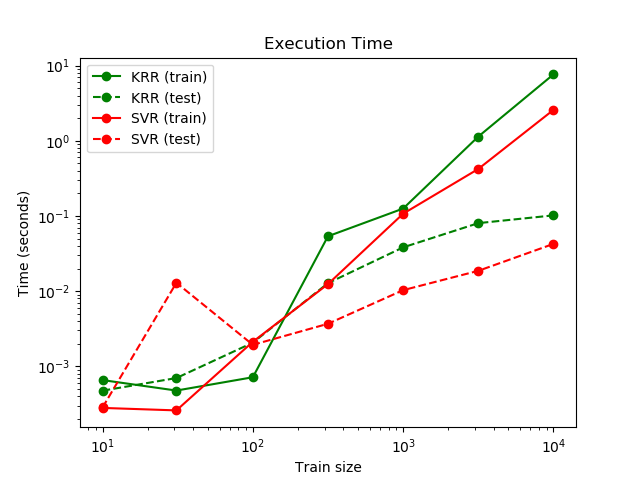 Execution Time
KRR (train)
KRR (test)
SVR (train)
SVR (test)
10¹
10⁰
10⁻¹
10⁻²
10⁻³
Time (seconds)
10¹ 10² 10³ 10⁴
Train size